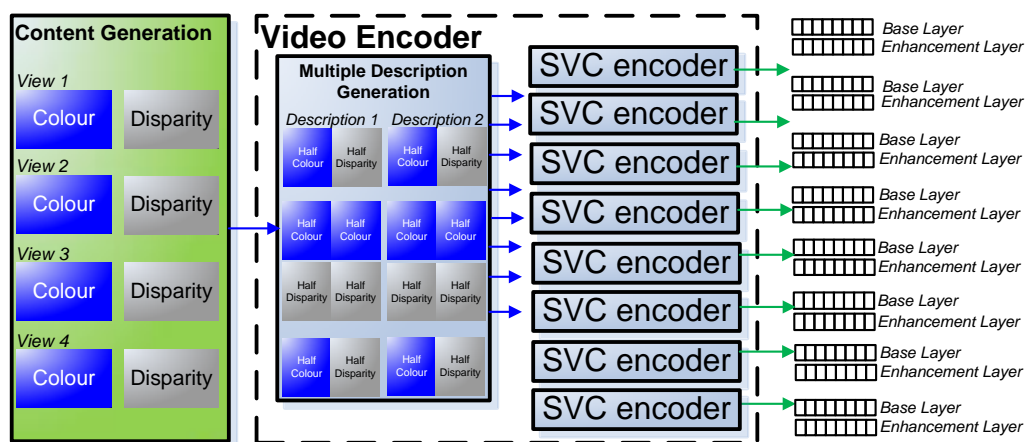 Content Generation
View 1
Colour
Disparity
View 2
Colour
Disparity
View 3
Colour
Disparity
View 4
Colour
Disparity
Video Encoder
Multiple Description
Generation
Description 1
Description 2
Half
Colour
Half
Disparity
Half
Colour
Half
Disparity
Half
Colour
Half
Colour
Half
Colour
Half
Colour
Half
Disparity
Half
Disparity
Half
Disparity
Half
Disparity
Half
Colour
Half
Disparity
Half
Colour
Half
Disparity
SVC encoder
SVC encoder
SVC encoder
SVC encoder
SVC encoder
SVC encoder
SVC encoder
SVC encoder
Base Layer
Enhancement Layer
Base Layer
Enhancement Layer
Base Layer
Enhancement Layer
Base Layer
Enhancement Layer
Base Layer
Enhancement Layer
Base Layer
Enhancement Layer
Base Layer
Enhancement Layer
Base Layer
Enhancement Layer